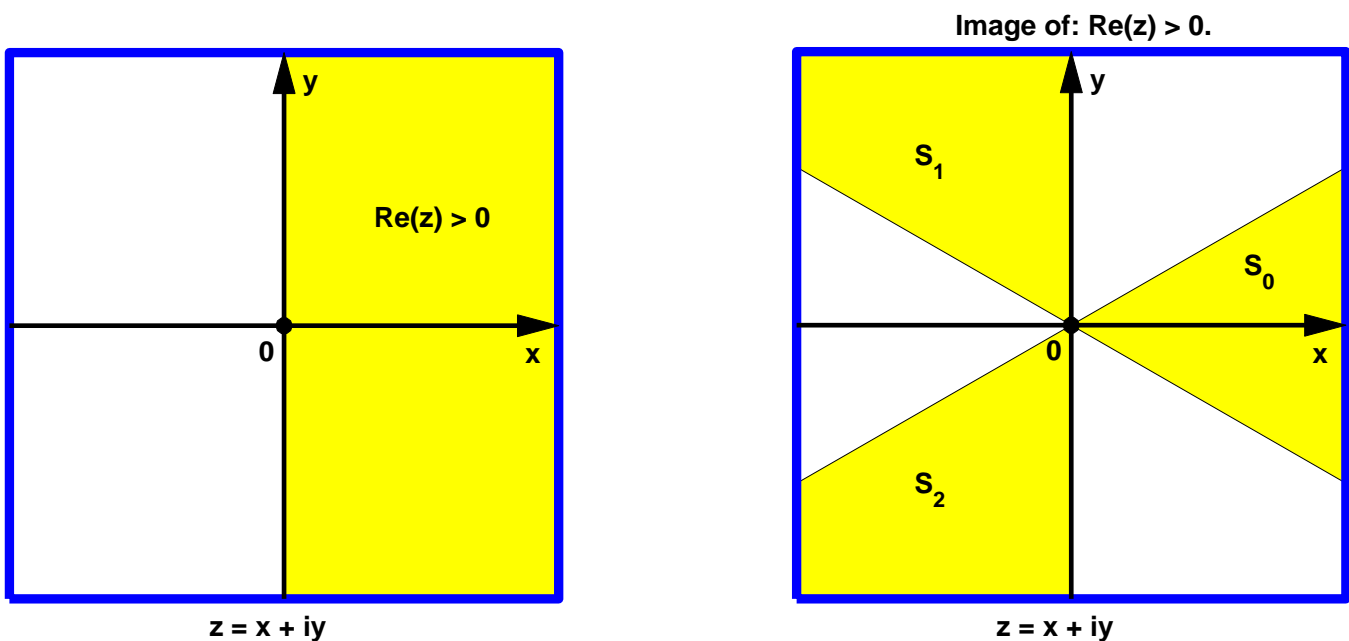 y
Re(z) > 0
0
x
z = x + iy
Image of: Re(z) > 0.
y
S1
S0
0
x
S2
z = x + iy